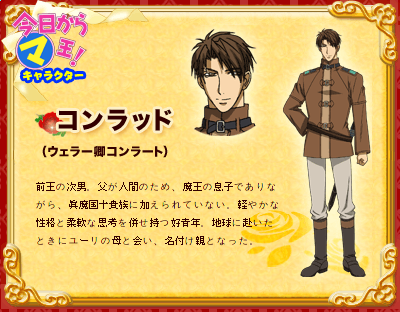 今日から
マ王!
キャラクター
コンラッド
(ウェラー卿コンラート)
前王の次男。父が人間のため、魔王の息子でありな
がら、眞魔国十貴族に加えられていない。軽やかな
性格と柔軟な思考を併せ持つ好青年。地球に赴いた
ときにユーリの母と会い、名付け親となった。